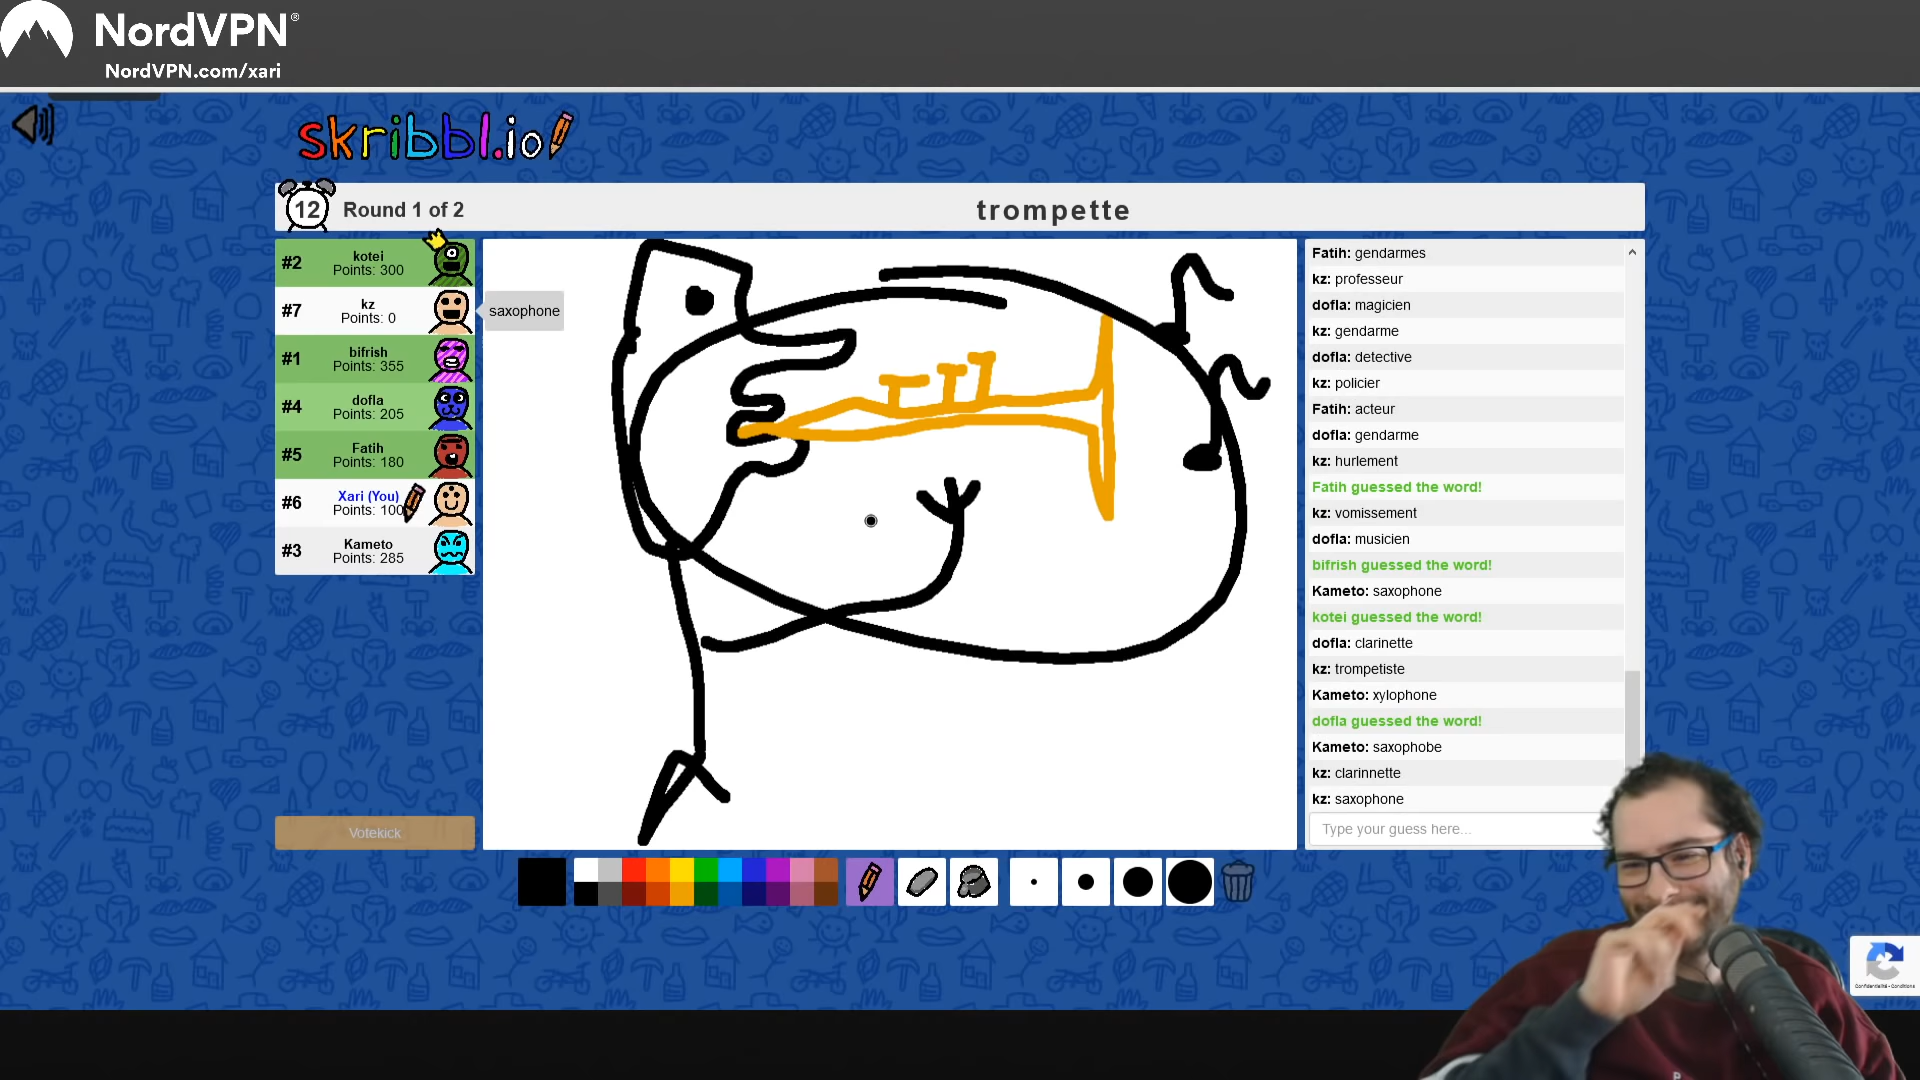 NordVPN®
NordVPN.com/xari
skribbl.io
12
Round 1 of 2
trompette
#2
kotei
Points: 300
#7
kz
Points: 0
saxophone
#1
bifrish
Points: 355
#4
dofla
Points: 205
#5
Fatih
Points: 180
#6
Xari (You)
Points: 100
#3
Kameto
Points: 285
Votekick
Fatih: gendarmes
kz: professeur
dofla: magicien
kz: gendarme
dofla: detective
kz: policier
Fatih: acteur
dofla: gendarme
kz: hurlement
Fatih guessed the word!
kz: vomissement
dofla: musicien
bifrish guessed the word!
Kameto: saxophone
kotei guessed the word!
dofla: clarinette
kz: trompetiste
Kameto: xylophone
dofla guessed the word!
Kameto: saxophobe
kz: clarinnette
kz: saxophone
Type your guess here...
Confidentialité - Conditions